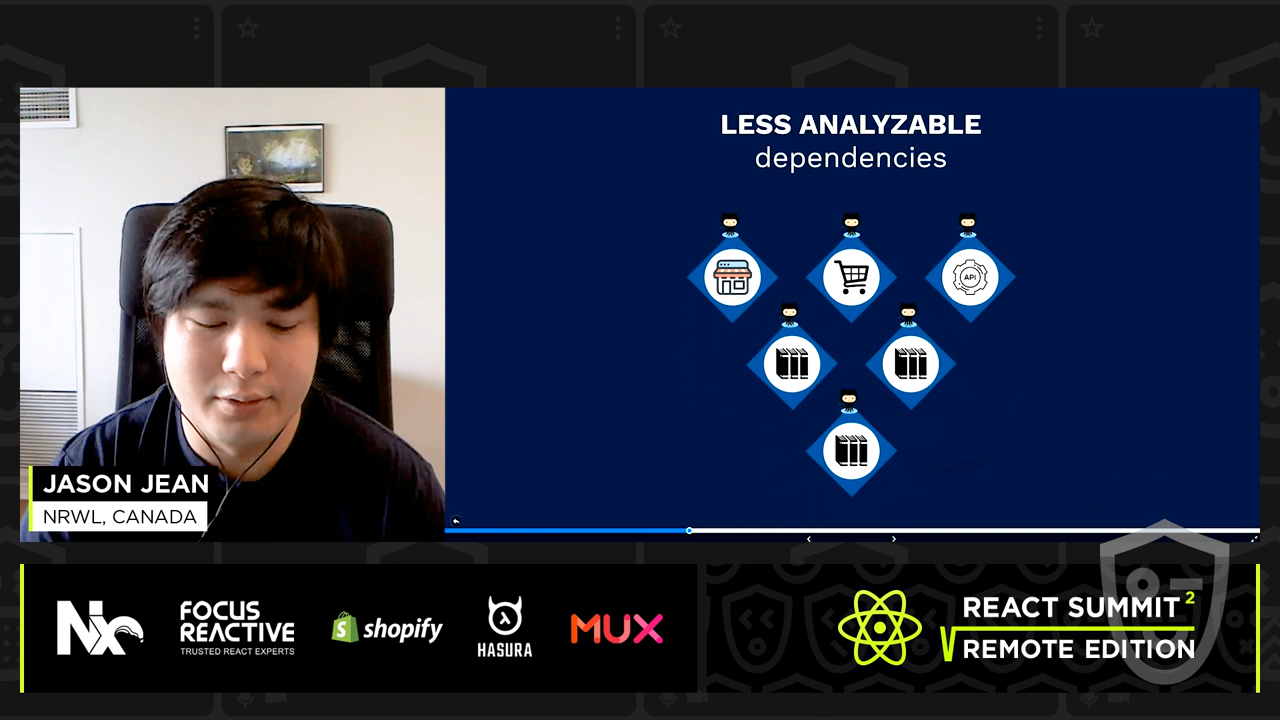 LESS ANALYZABLE
dependencies
API
JASON JEAN
NRWL, CANADA
Nx
FOCUS
REACTIVE
TRUSTED REACT EXPERTS
shopify
HASURA
MUX
REACT SUMMIT 2
REMOTE EDITION